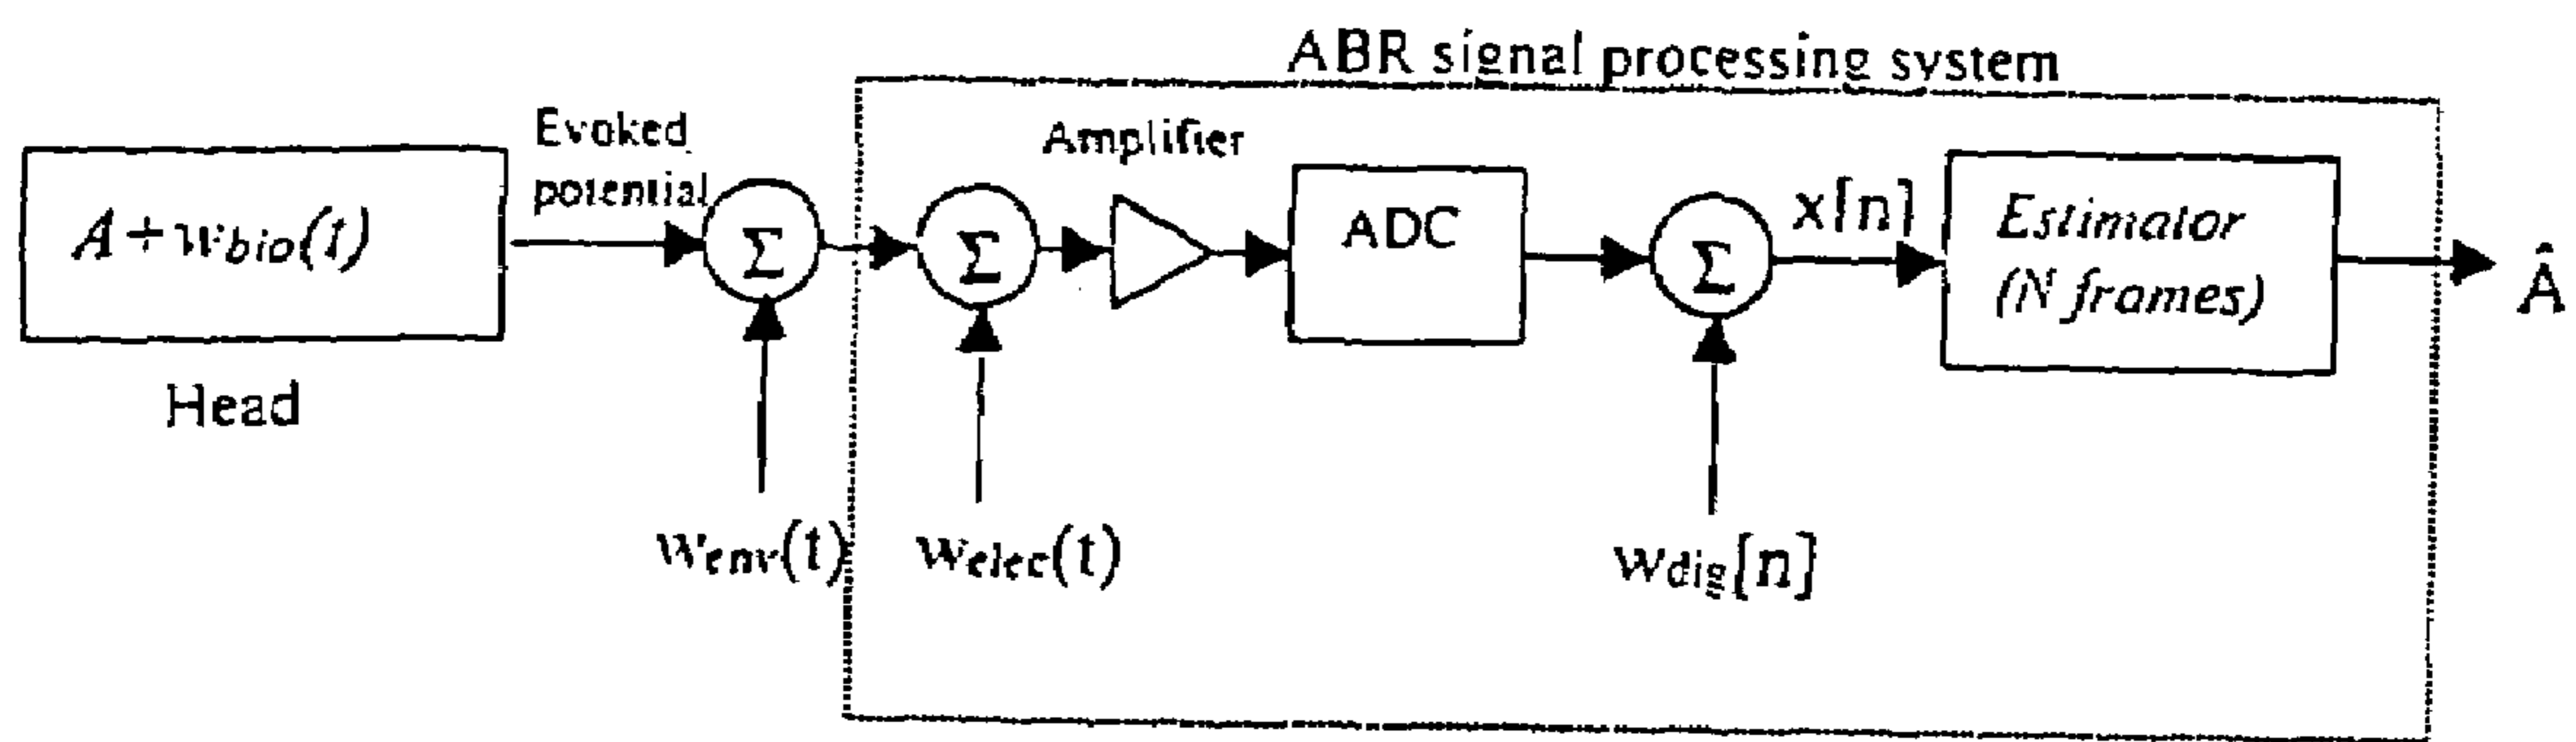 ABR signal processing system
Evoked
potential
Amplifier
A + wbio(t)
Σ
Σ
ADC
Σ
x[n]
Estimator
(N frames)
Â
Head
wenv(t)
welec(t)
wdig[n]